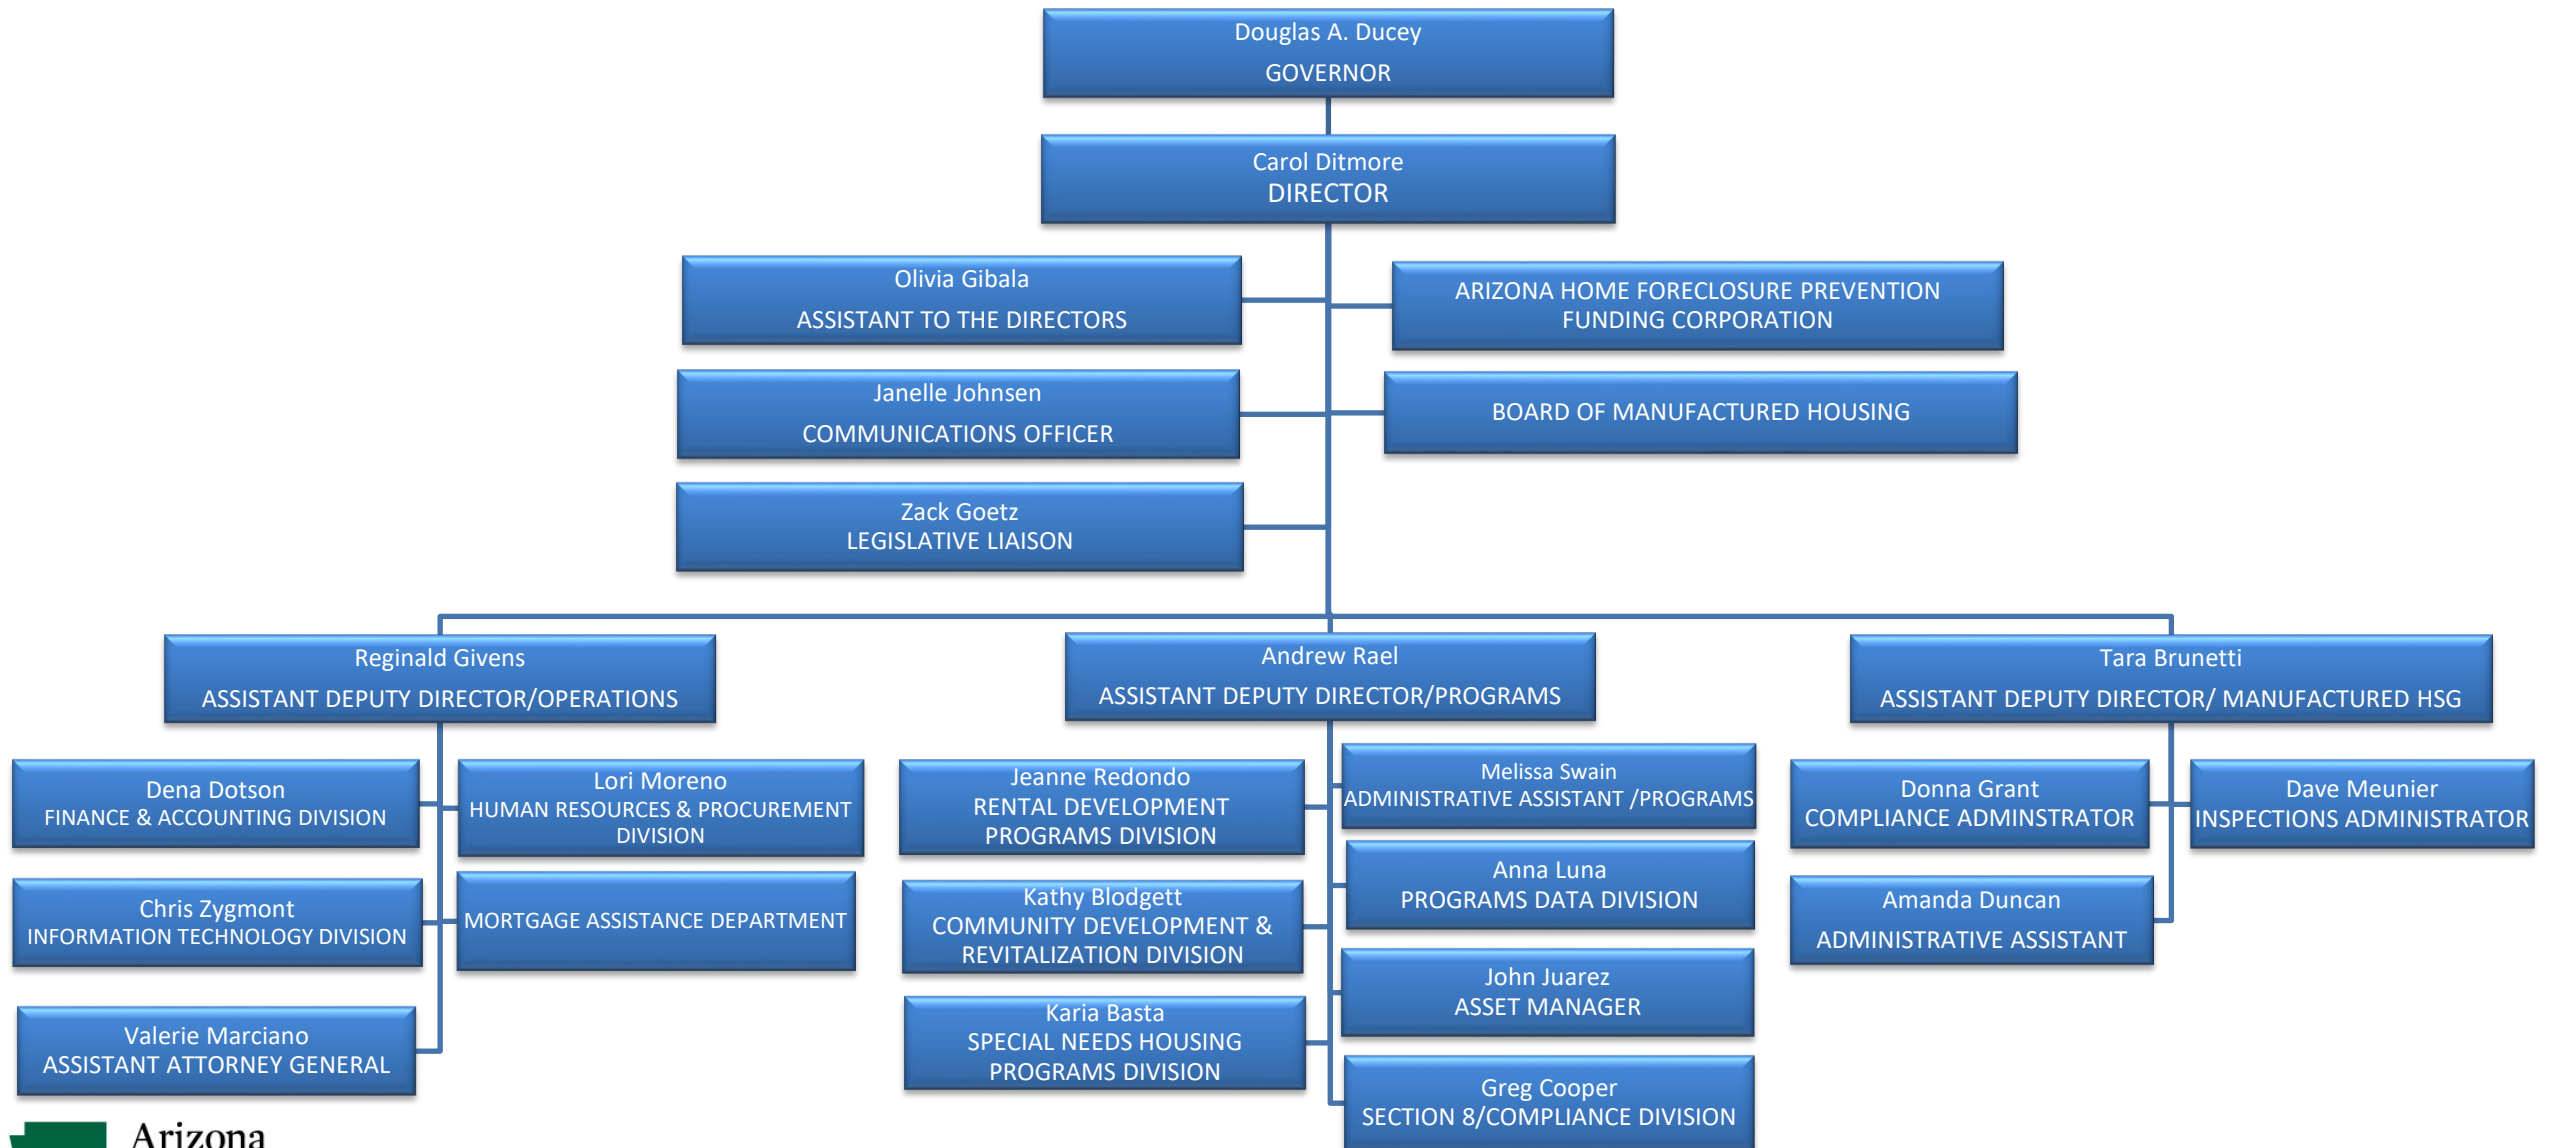 Douglas A. Ducey
GOVERNOR
Carol Ditmore
DIRECTOR
Olivia Gibala
ASSISTANT TO THE DIRECTORS
ARIZONA HOME FORECLOSURE PREVENTION
FUNDING CORPORATION
Janelle Johnsen
COMMUNICATIONS OFFICER
BOARD OF MANUFACTURED HOUSING
Zack Goetz
LEGISLATIVE LIAISON
Reginald Givens
ASSISTANT DEPUTY DIRECTOR/OPERATIONS
Andrew Rael
ASSISTANT DEPUTY DIRECTOR/PROGRAMS
Tara Brunetti
ASSISTANT DEPUTY DIRECTOR/ MANUFACTURED HSG
Dena Dotson
FINANCE & ACCOUNTING DIVISION
Lori Moreno
HUMAN RESOURCES & PROCUREMENT
DIVISION
Chris Zygmont
INFORMATION TECHNOLOGY DIVISION
MORTGAGE ASSISTANCE DEPARTMENT
Valerie Marciano
ASSISTANT ATTORNEY GENERAL
Jeanne Redondo
RENTAL DEVELOPMENT
PROGRAMS DIVISION
Melissa Swain
ADMINISTRATIVE ASSISTANT /PROGRAMS
Kathy Blodgett
COMMUNITY DEVELOPMENT &
REVITALIZATION DIVISION
Anna Luna
PROGRAMS DATA DIVISION
Karia Basta
SPECIAL NEEDS HOUSING
PROGRAMS DIVISION
John Juarez
ASSET MANAGER
Greg Cooper
SECTION 8/COMPLIANCE DIVISION
Donna Grant
COMPLIANCE ADMINSTRATOR
Dave Meunier
INSPECTIONS ADMINISTRATOR
Amanda Duncan
ADMINISTRATIVE ASSISTANT
Arizona